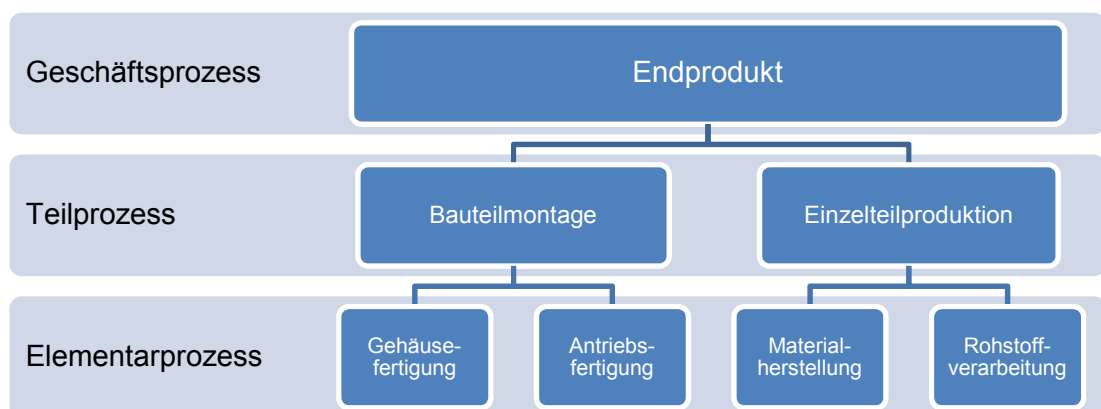 Geschäftsprozess
Endprodukt
Teilprozess
Bauteilmontage
Einzelteilproduktion
Elementarprozess
Gehäuse-
fertigung
Antriebs-
fertigung
Material-
herstellung
Rohstoff-
verarbeitung